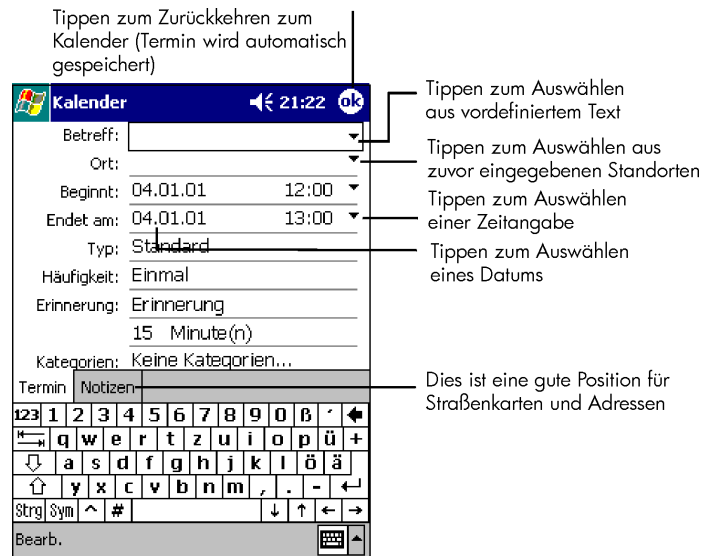 Tippen zum Zurückkehren zum
Kalender (Termin wird automatisch
gespeichert)
Kalender 21:22 ok
Betreff:
Ort:
Beginnt: 04.01.01 12:00
Endet am: 04.01.01 13:00
Typ: Standard
Häufigkeit: Einmal
Erinnerung: Erinnerung
15 Minute(n)
Kategorien: Keine Kategorien...
Termin Notizen
123 1 2 3 4 5 6 7 8 9 0 ß ´
q w e r t z u i o p ü +
a s d f g h j k l ö ä
y x c v b n m , . -
Strg Sym ^ # ↓ ↑ ← →
Bearb.
Tippen zum Auswählen
aus vordefiniertem Text
Tippen zum Auswählen aus
zuvor eingegebenen Standorten
Tippen zum Auswählen
einer Zeitangabe
Tippen zum Auswählen
eines Datums
Dies ist eine gute Position für
Straßenkarten und Adressen